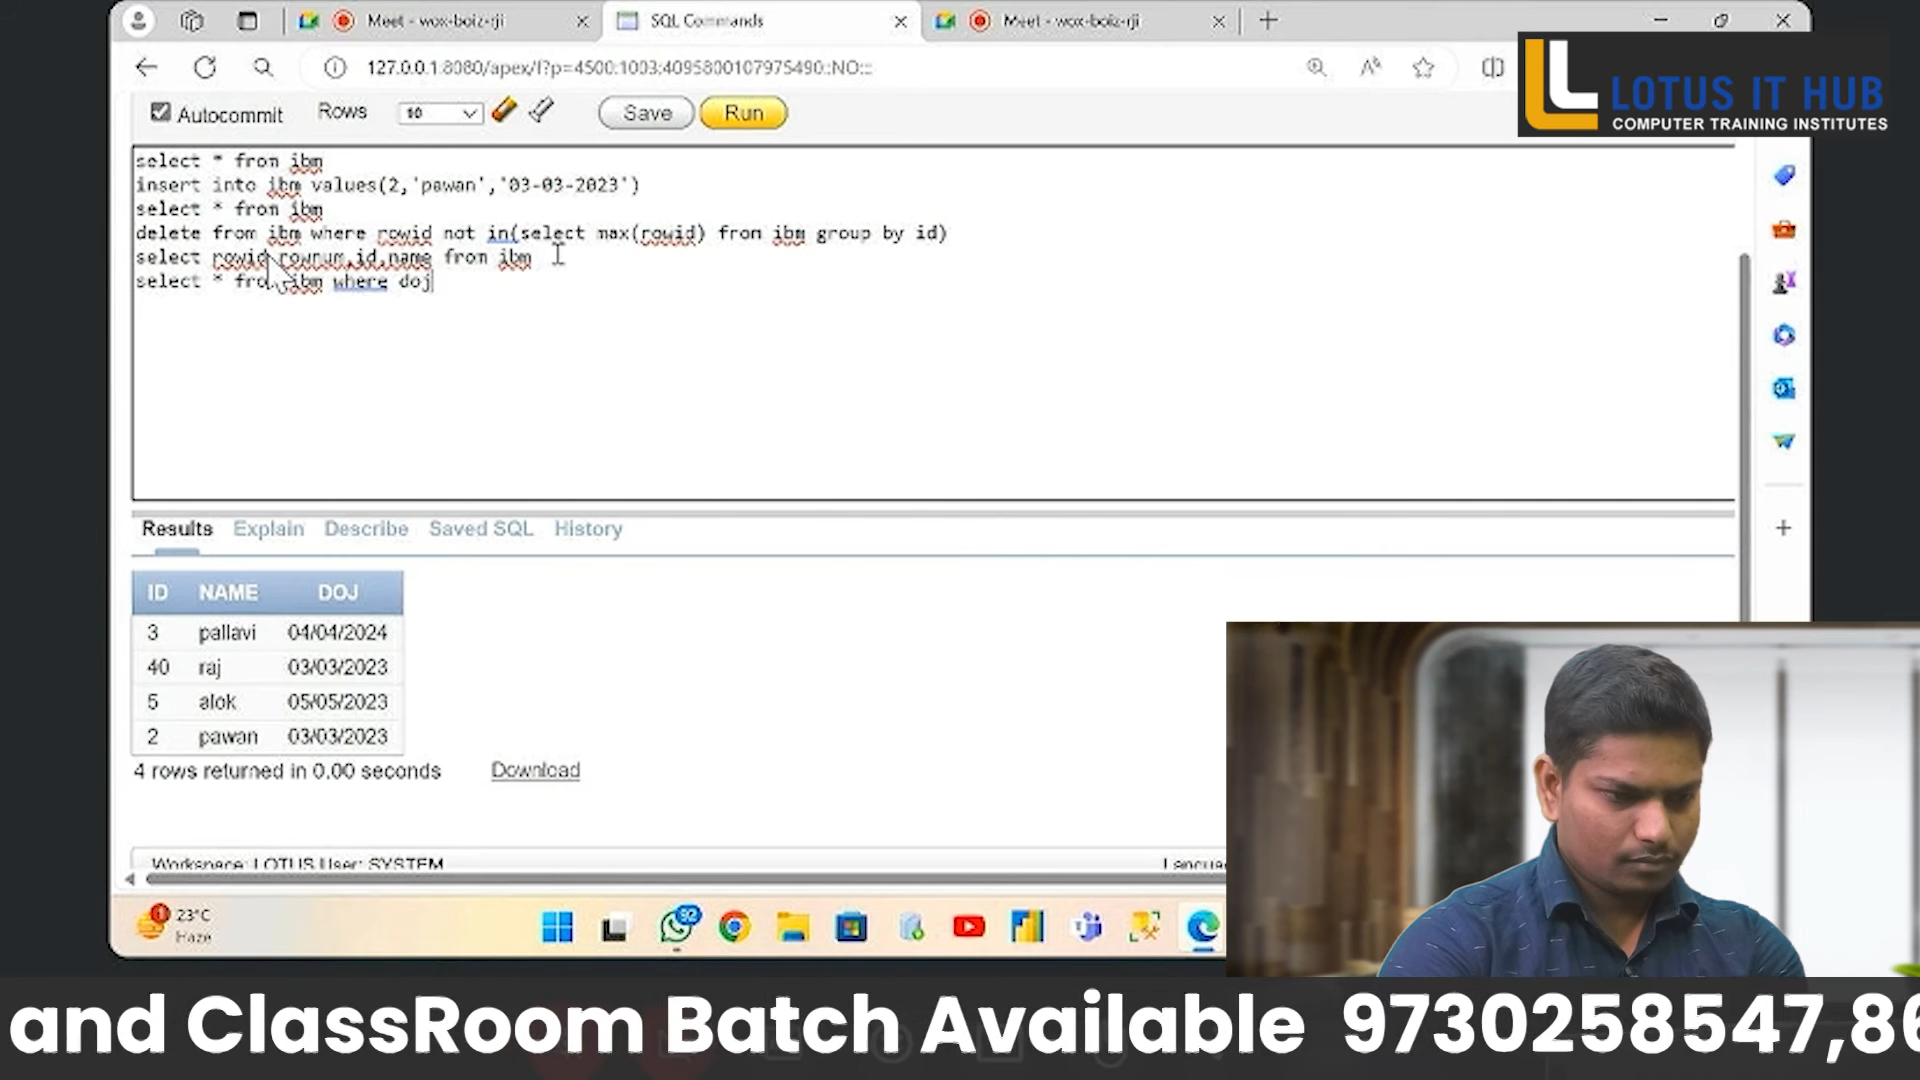 Meet - wox-boiz-rji
SQL Commands
Meet - wox-boiz-rji
127.0.0.1:8080/apex/f?p=4500:1003:4095800107975490::NO:::
LOTUS IT HUB
COMPUTER TRAINING INSTITUTES
Autocommit Rows 10 Save Run
select * from ibm
insert into ibm values(2,'pawan','03-03-2023')
select * from ibm
delete from ibm where rowid not in(select max(rowid) from ibm group by id)
select rowid,rownum,id,name from ibm
select * from ibm where doj
Results Explain Describe Saved SQL History
ID NAME DOJ
3 pallavi 04/04/2024
40 raj 03/03/2023
5 alok 05/05/2023
2 pawan 03/03/2023
4 rows returned in 0.00 seconds Download
Workspace: LOTUS User: SYSTEM
23°C
Haze
92
and ClassRoom Batch Available 9730258547,86